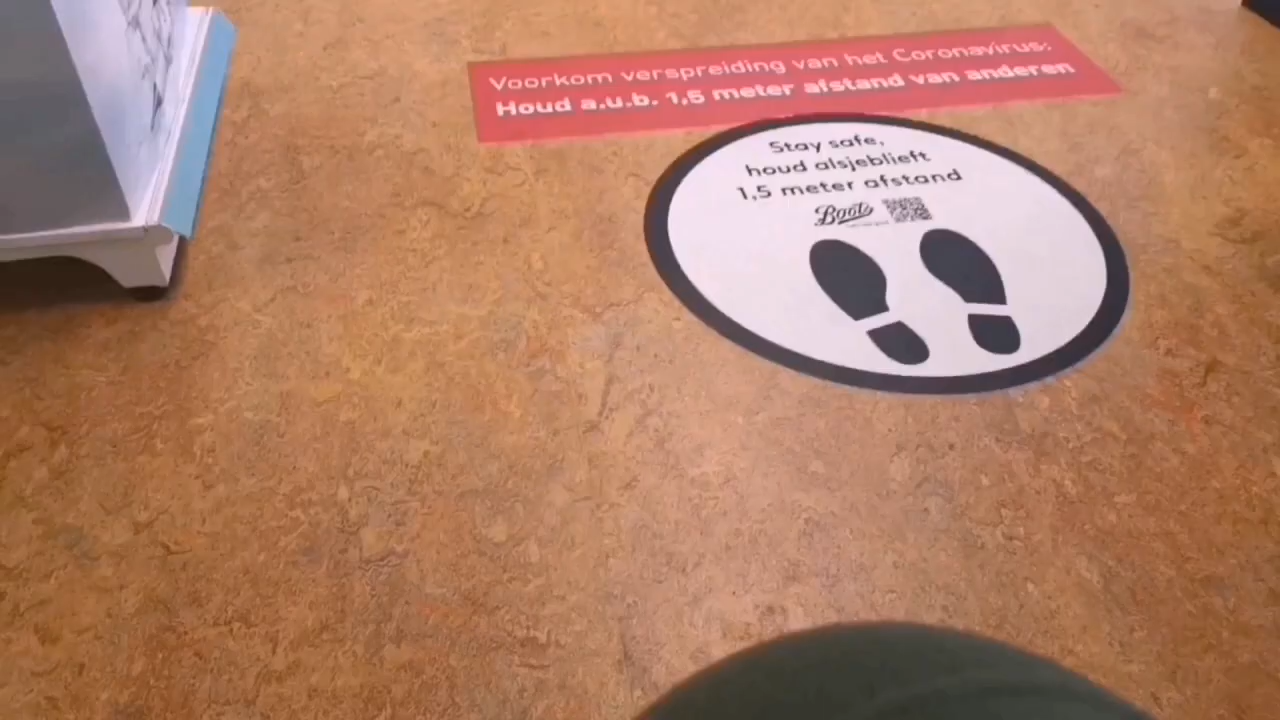 Voorkom verspreiding van het Coronavirus.
Houd a.u.b. 1,5 meter afstand van anderen
Stay safe,
houd alsjeblieft
1,5 meter afstand
Boots